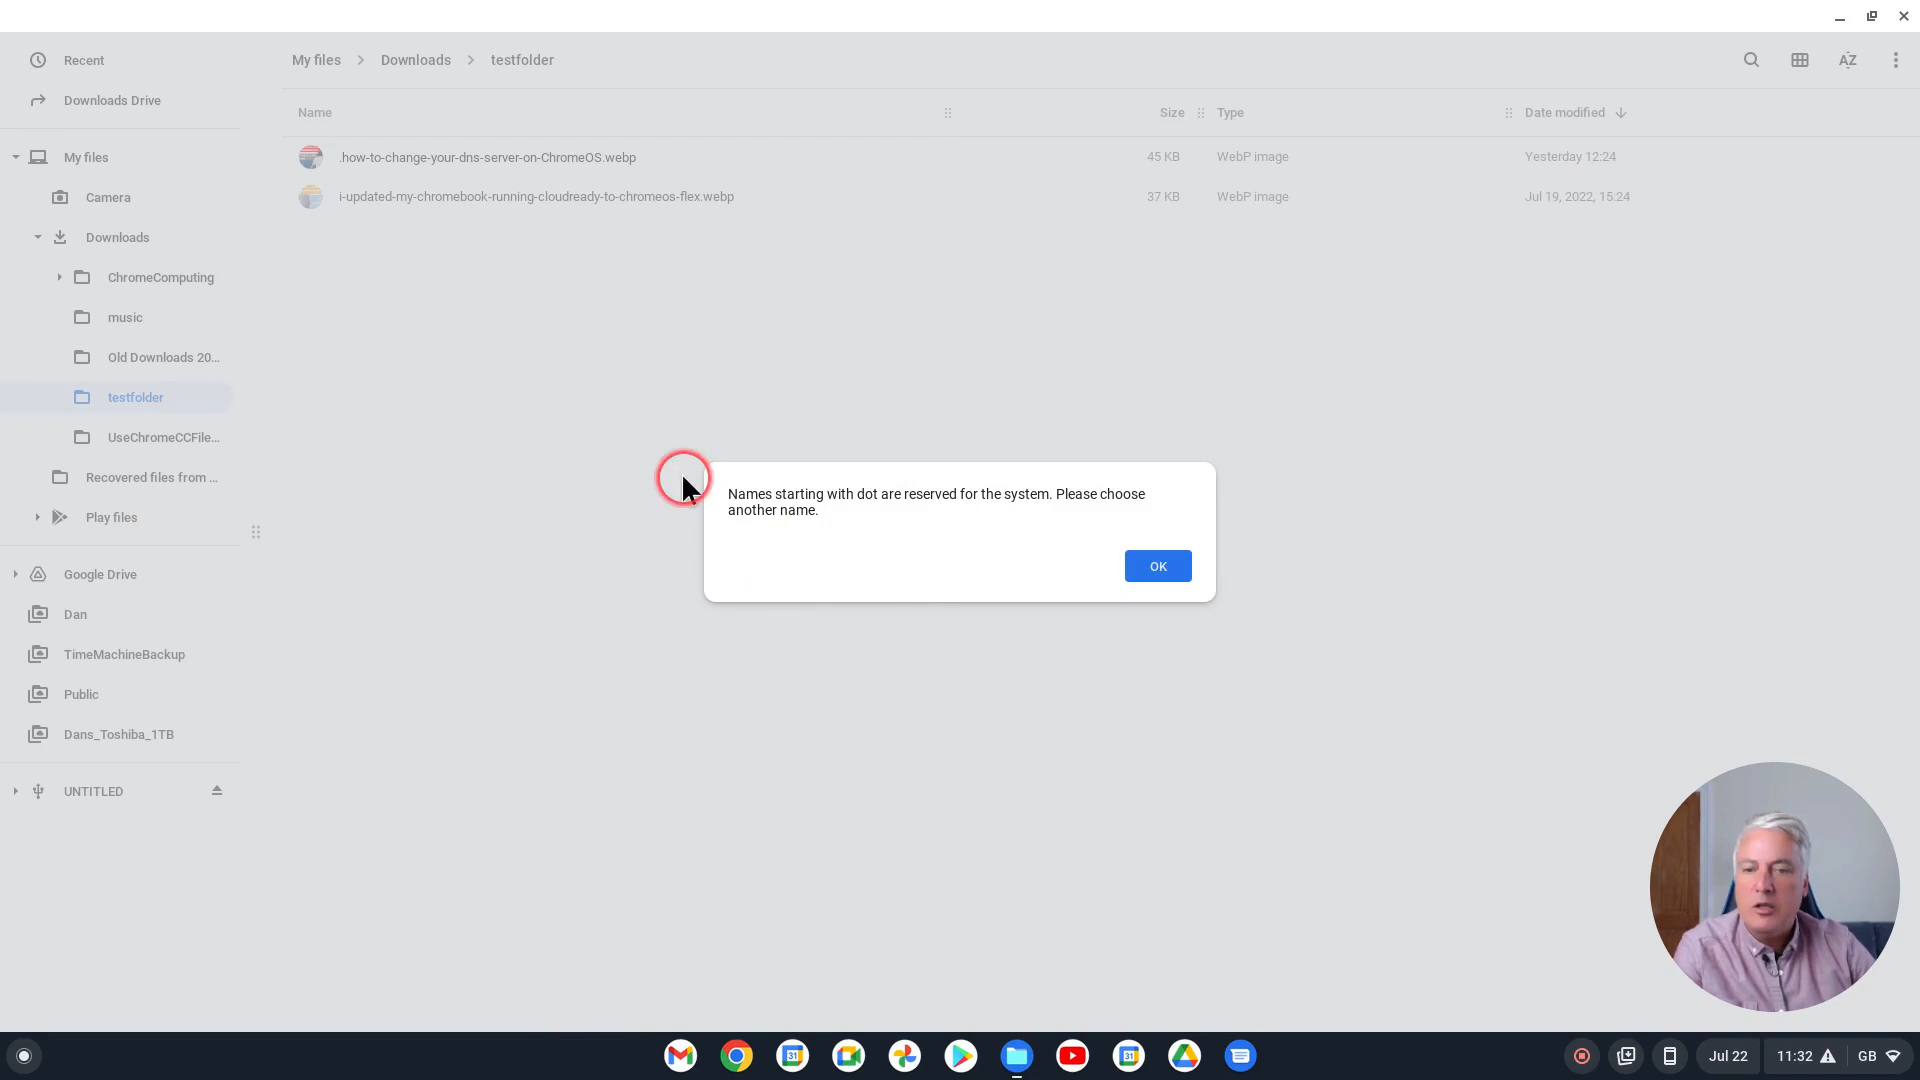 Recent
Downloads Drive
My files
Camera
Downloads
ChromeComputing
music
Old Downloads 20...
testfolder
UseChromeCCFile...
Recovered files from ...
Play files
Google Drive
Dan
TimeMachineBackup
Public
Dans_Toshiba_1TB
UNTITLED
My files > Downloads > testfolder
AZ
Name Size Type Date modified
.how-to-change-your-dns-server-on-ChromeOS.webp 45 KB WebP image Yesterday 12:24
i-updated-my-chromebook-running-cloudready-to-chromeos-flex.webp 37 KB WebP image Jul 19, 2022, 15:24
Names starting with dot are reserved for the system. Please choose
another name.
OK
31
31
Jul 22
11:32
GB